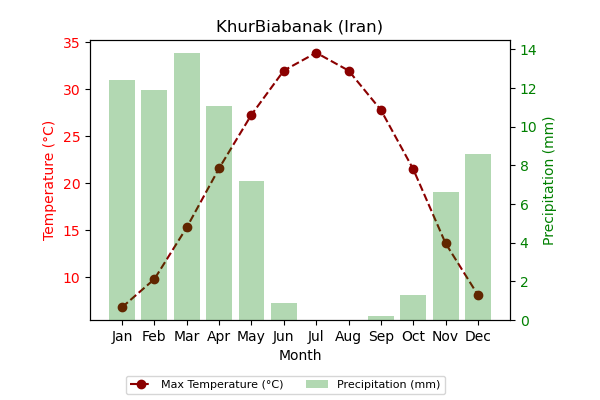 KhurBiabanak (Iran)
35
30
25
20
15
10
Temperature (°C)
14
12
10
8
6
4
2
0
Precipitation (mm)
Jan Feb Mar Apr May Jun Jul Aug Sep Oct Nov Dec
Month
Max Temperature (°C) Precipitation (mm)